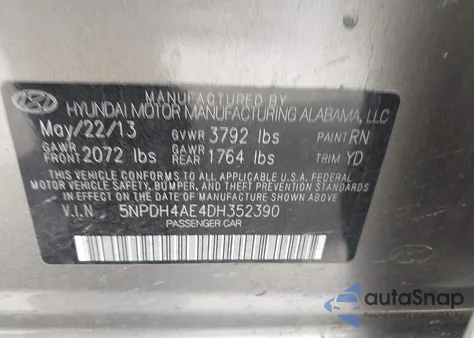 MANUFACTURED BY
HYUNDAI MOTOR MANUFACTURING ALABAMA, LLC
May/22/13 GVWR 3792 lbs PAINT RN
GAWR FRONT 2072 lbs GAWR REAR 1764 lbs TRIM YD
THIS VEHICLE CONFORMS TO ALL APPLICABLE U.S.A. FEDERAL
MOTOR VEHICLE SAFETY, BUMPER, AND THEFT PREVENTION STANDARDS
IN EFFECT ON THE DATE OF MANUFACTURE SHOWN ABOVE.
V.I.N. 5NPDH4AE4DH352390
PASSENGER CAR
autoSnap